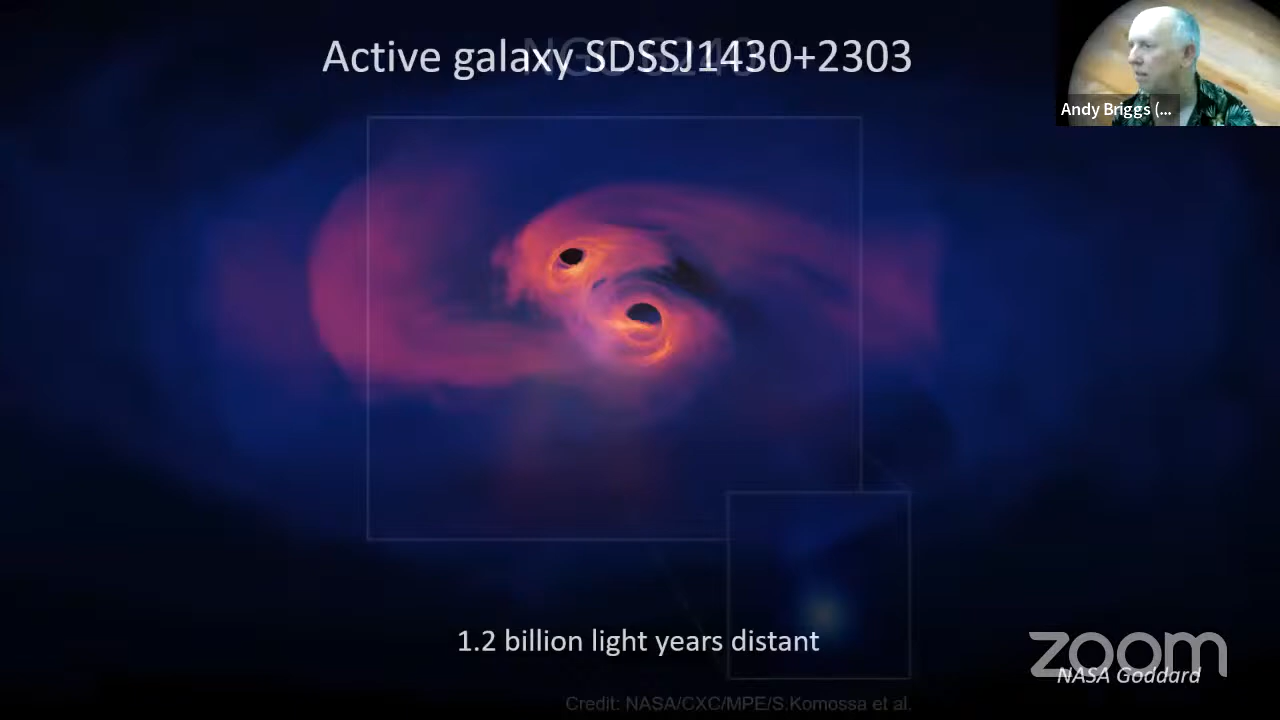 Active galaxy SDSSJ1430+2303
Andy Briggs (...
1.2 billion light years distant
zoom
NASA Goddard
Credit: NASA/CXC/MPE/S.Komossa et al.